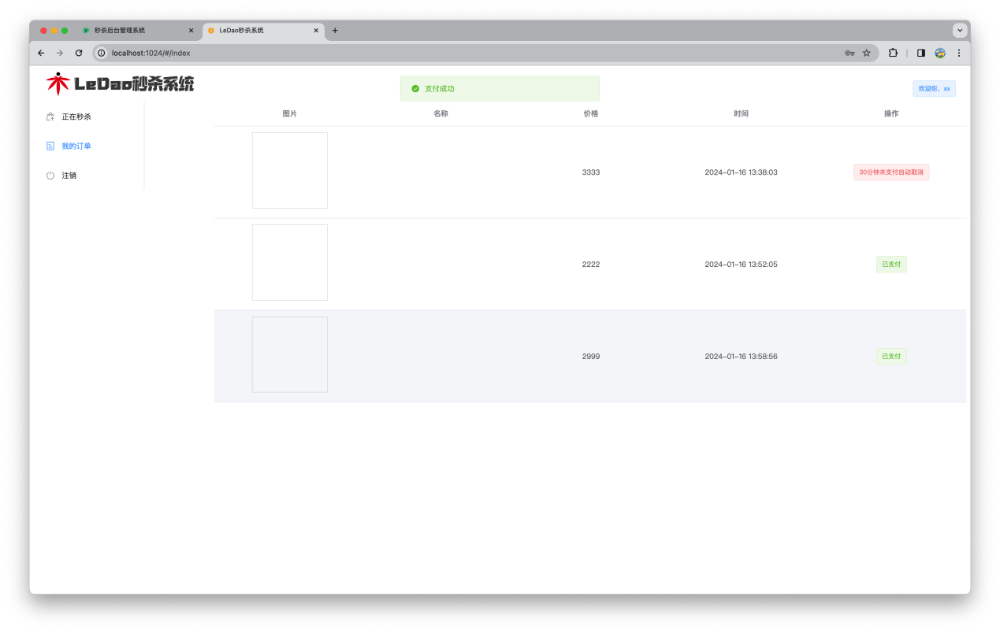 秒杀后台管理系统
LeDao秒杀系统
localhost:1024/#/index
LeDao秒杀系统
支付成功
欢迎你，xx
正在秒杀
我的订单
注销
图片 名称 价格 时间 操作
3333 2024-01-16 13:38:03 30分钟未支付自动取消
2222 2024-01-16 13:52:05 已支付
2999 2024-01-16 13:58:56 已支付